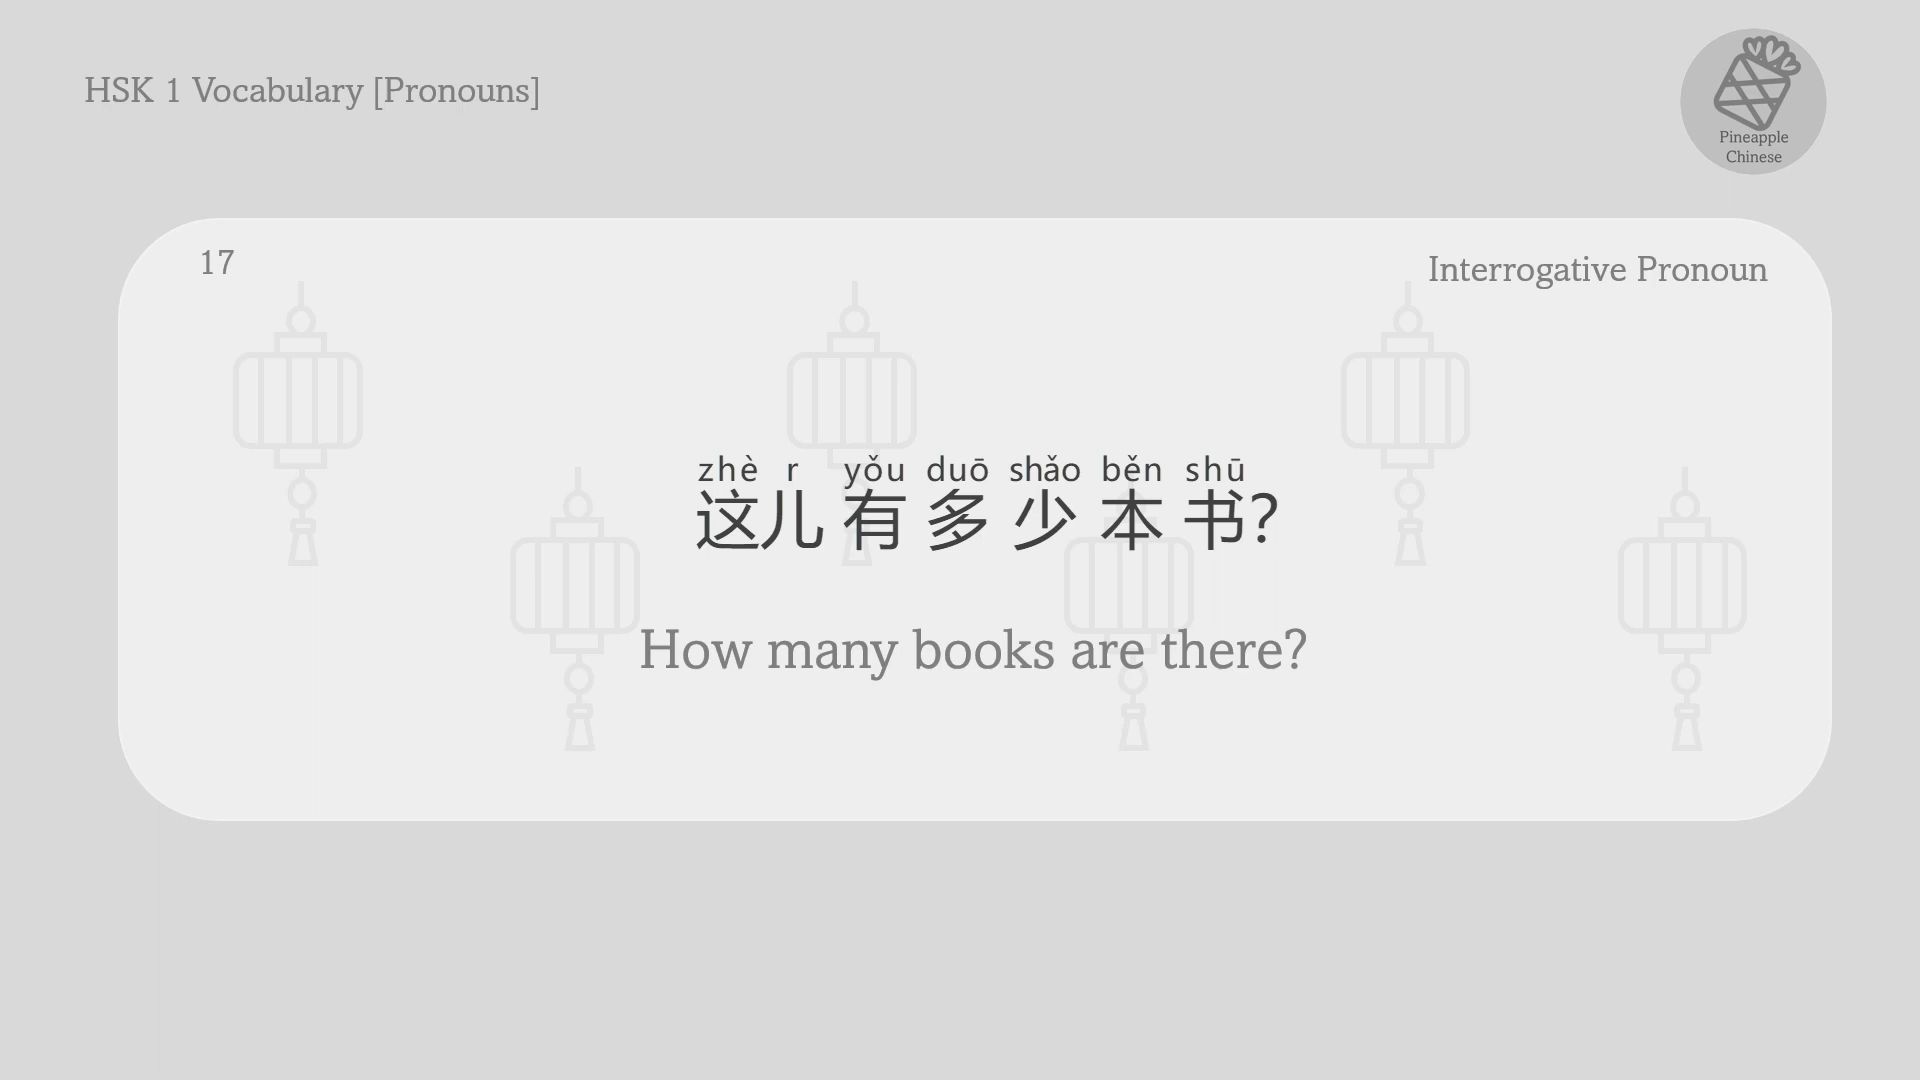 HSK 1 Vocabulary [Pronouns]
Pineapple
Chinese
17
Interrogative Pronoun
zhè r yǒu duō shǎo běn shū
这儿有多少本书?
How many books are there?